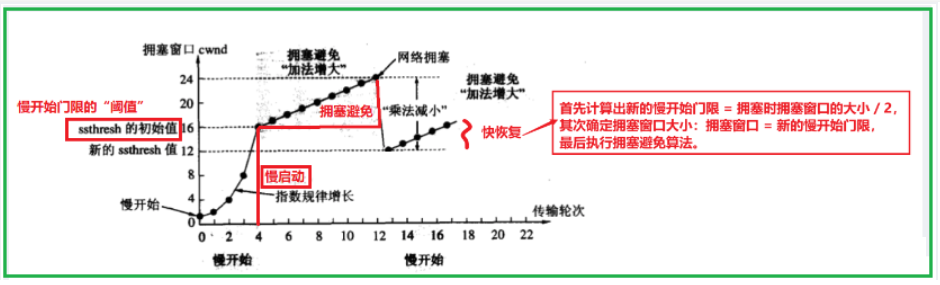 拥塞窗口 cwnd
拥塞避免
“加法增大”
网络拥塞
24
20
16
12
8
4
0
慢开始门限的“阈值”
ssthresh 的初始值
新的 ssthresh 值
拥塞避免
“乘法减小”
拥塞避免
“加法增大”
快恢复
首先计算出新的慢开始门限 = 拥塞时拥塞窗口的大小 / 2,
其次确定拥塞窗口大小：拥塞窗口 = 新的慢开始门限，
最后执行拥塞避免算法。
慢启动
指数规律增长
慢开始
传输轮次
0 2 4 6 8 10 12 14 16 18 20 22
慢开始
慢开始